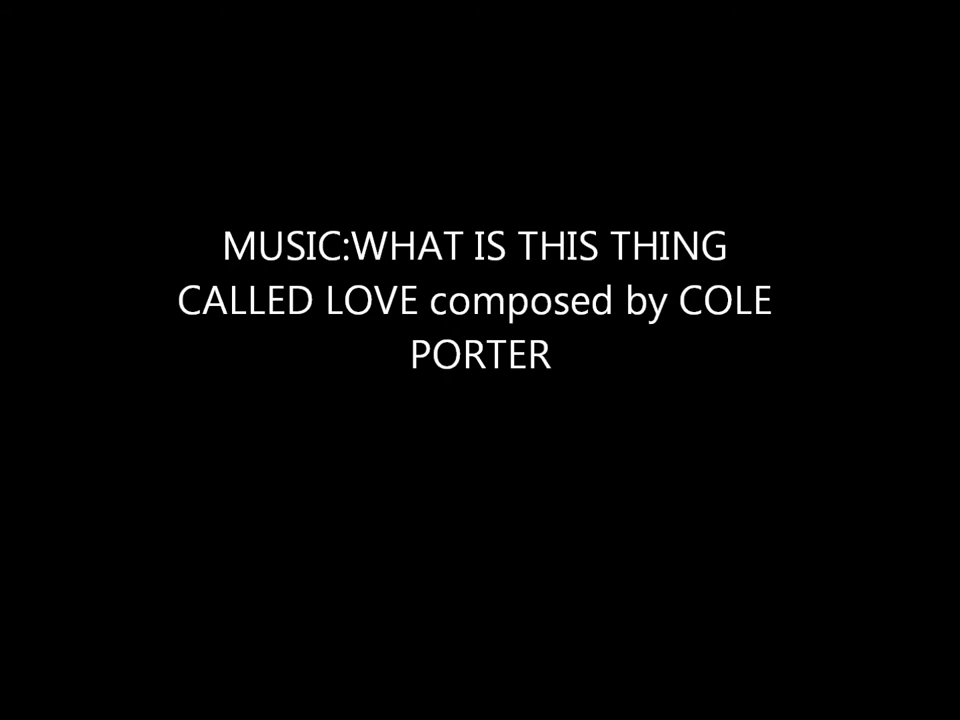 MUSIC:WHAT IS THIS THING
CALLED LOVE composed by COLE
PORTER